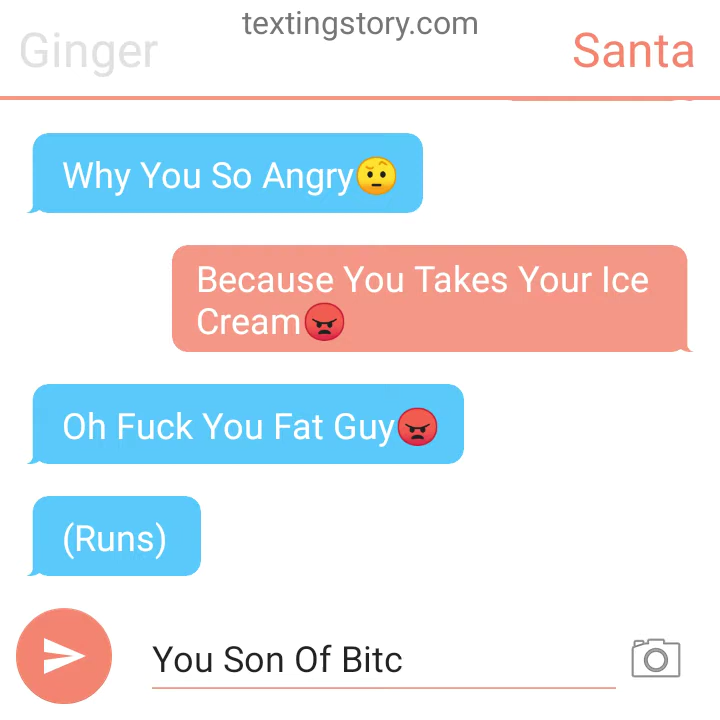 textingstory.com
Ginger
Santa
Why You So Angry🤨
Because You Takes Your Ice
Cream😡
Oh Fuck You Fat Guy😡
(Runs)
You Son Of Bitc